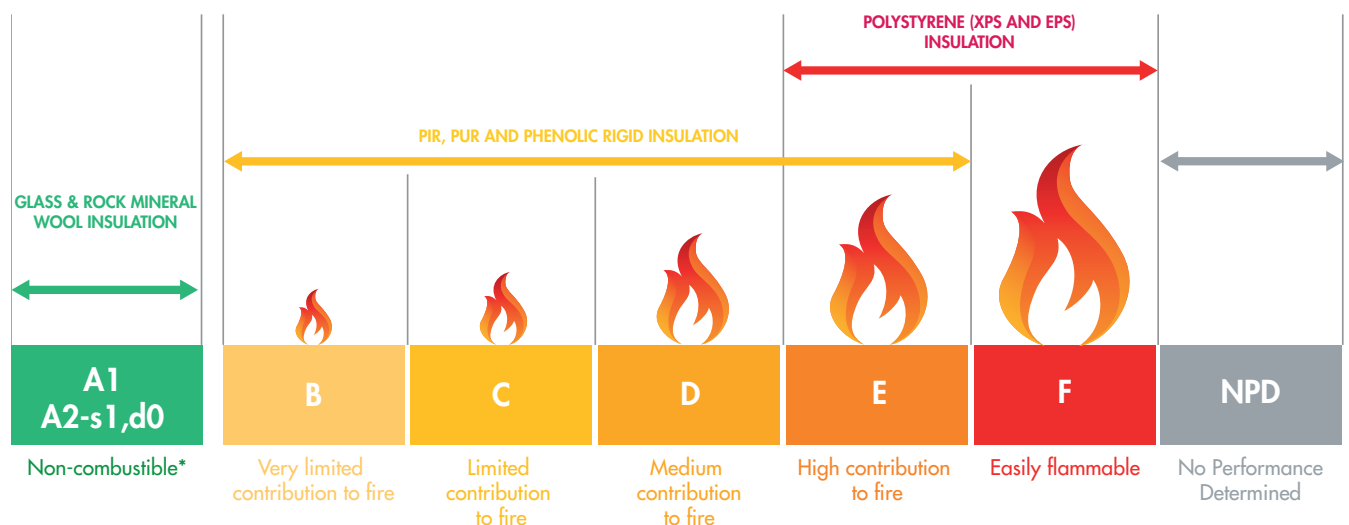 POLYSTYRENE (XPS AND EPS)
INSULATION
PIR, PUR AND PHENOLIC RIGID INSULATION
GLASS & ROCK MINERAL
WOOL INSULATION
A1
A2-s1,d0
B
C
D
E
F
NPD
Non-combustible*
Very limited
contribution to fire
Limited
contribution
to fire
Medium
contribution
to fire
High contribution
to fire
Easily flammable
No Performance
Determined